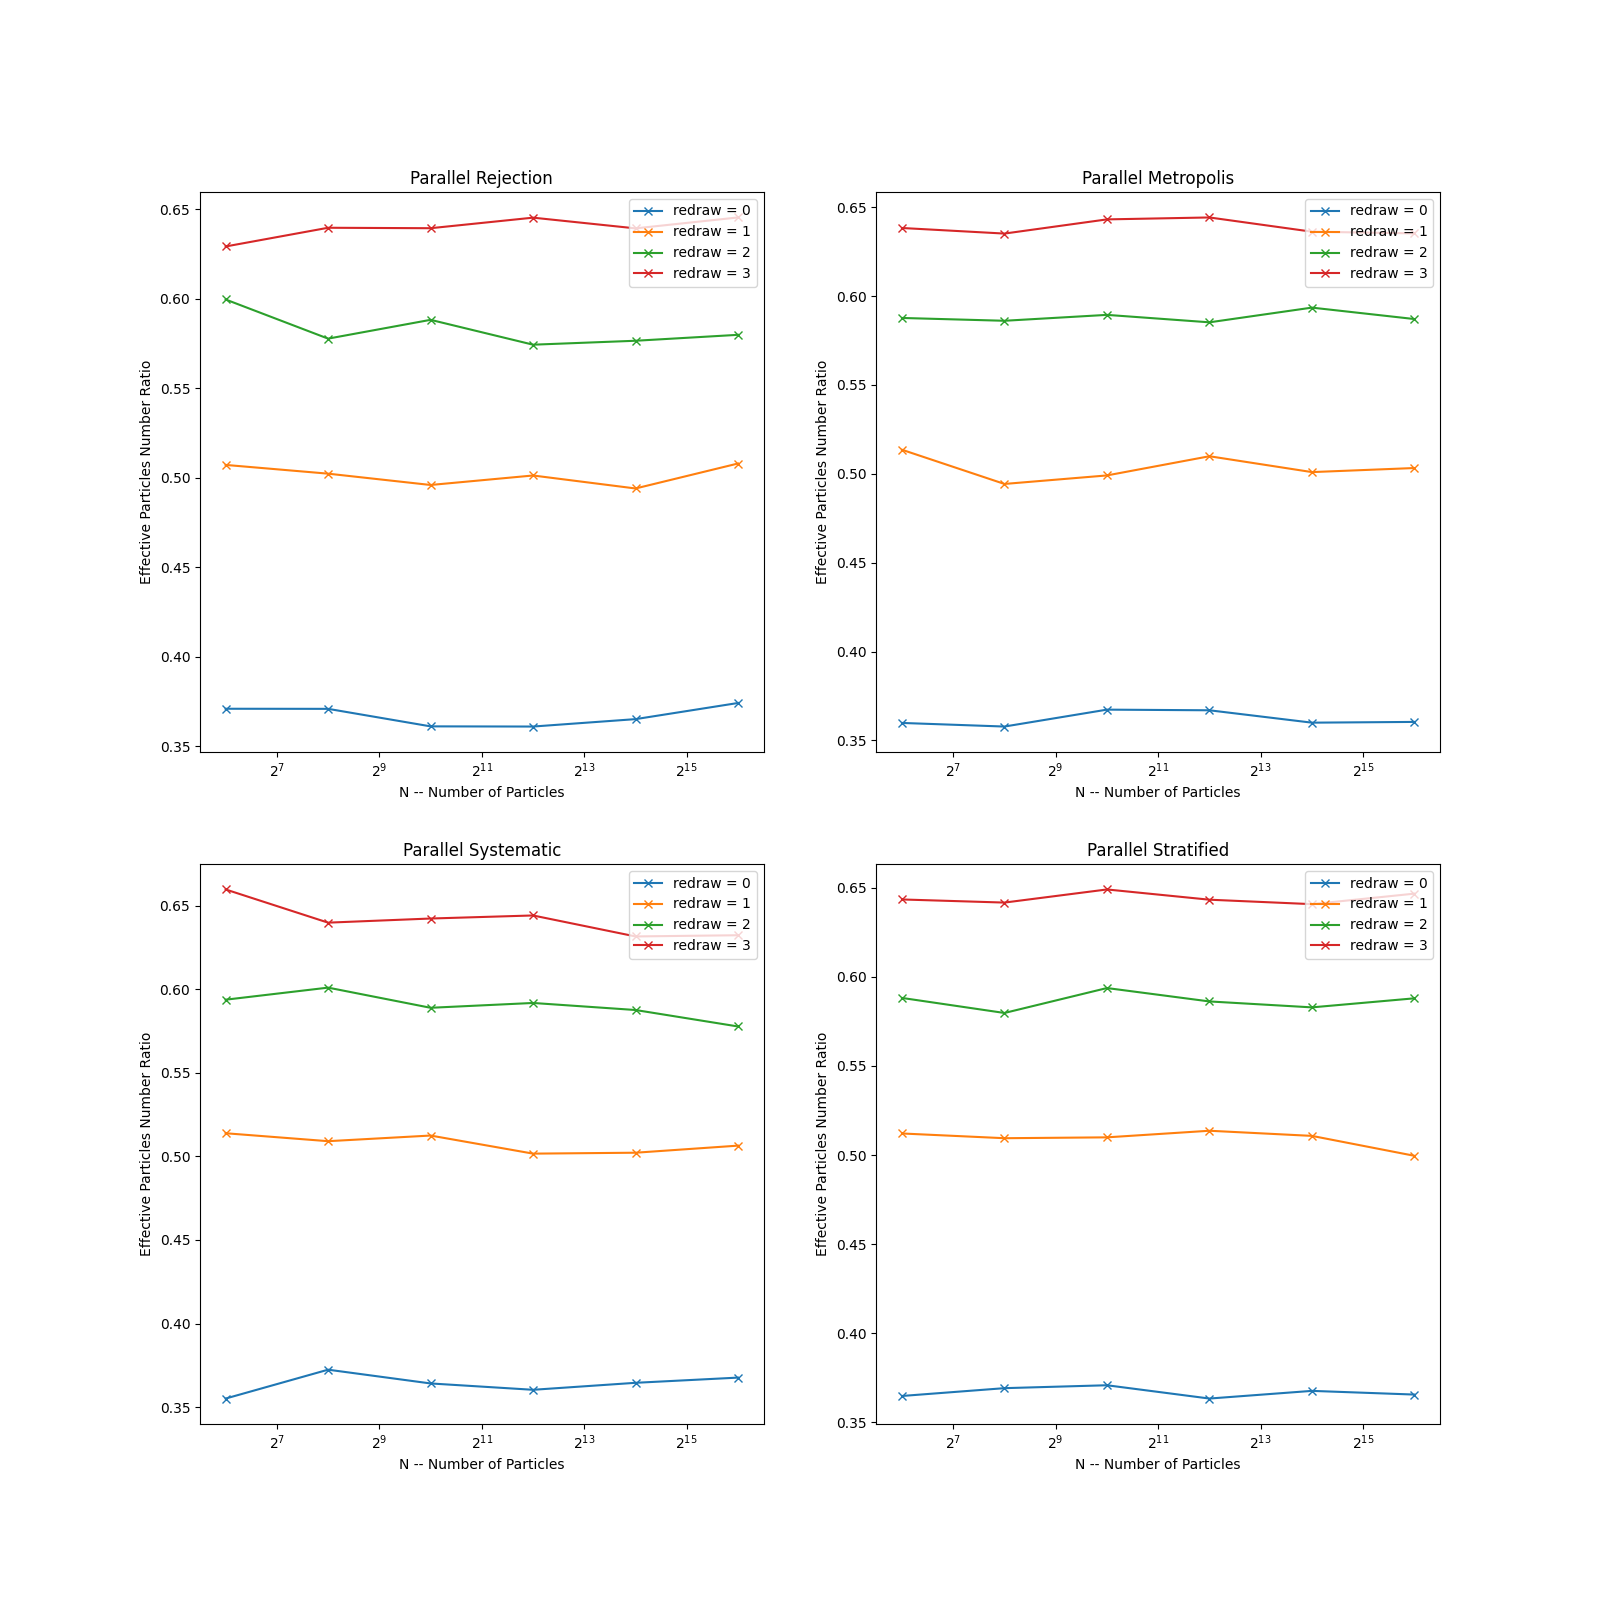 Parallel Rejection
redraw = 0
redraw = 1
redraw = 2
redraw = 3
0.65
0.60
0.55
0.50
0.45
0.40
0.35
Effective Particles Number Ratio
2^7 2^9 2^11 2^13 2^15
N -- Number of Particles
Parallel Metropolis
redraw = 0
redraw = 1
redraw = 2
redraw = 3
0.65
0.60
0.55
0.50
0.45
0.40
0.35
Effective Particles Number Ratio
2^7 2^9 2^11 2^13 2^15
N -- Number of Particles
Parallel Systematic
redraw = 0
redraw = 1
redraw = 2
redraw = 3
0.65
0.60
0.55
0.50
0.45
0.40
0.35
Effective Particles Number Ratio
2^7 2^9 2^11 2^13 2^15
N -- Number of Particles
Parallel Stratified
redraw = 0
redraw = 1
redraw = 2
redraw = 3
0.65
0.60
0.55
0.50
0.45
0.40
0.35
Effective Particles Number Ratio
2^7 2^9 2^11 2^13 2^15
N -- Number of Particles